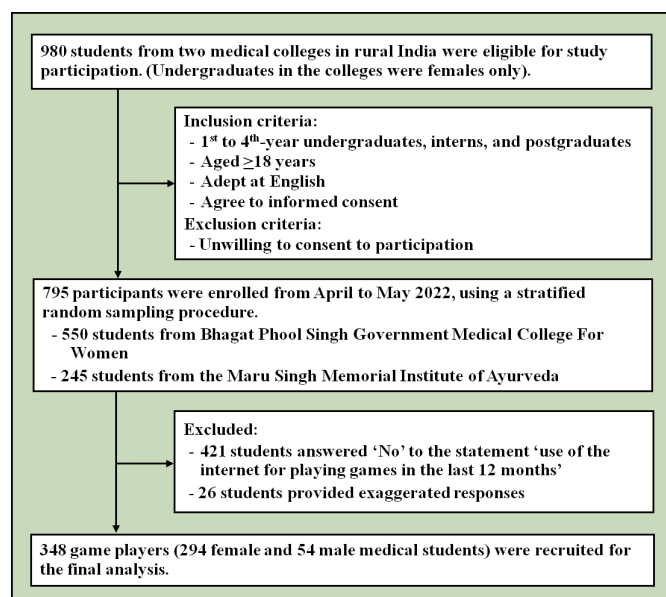 980 students from two medical colleges in rural India were eligible for study
participation. (Undergraduates in the colleges were females only).
Inclusion criteria:
- 1st to 4th-year undergraduates, interns, and postgraduates
- Aged ≥18 years
- Adept at English
- Agree to informed consent
Exclusion criteria:
- Unwilling to consent to participation
795 participants were enrolled from April to May 2022, using a stratified
random sampling procedure.
- 550 students from Bhagat Phool Singh Government Medical College For
Women
- 245 students from the Maru Singh Memorial Institute of Ayurveda
Excluded:
- 421 students answered ‘No’ to the statement ‘use of the
internet for playing games in the last 12 months’
- 26 students provided exaggerated responses
348 game players (294 female and 54 male medical students) were recruited for
the final analysis.